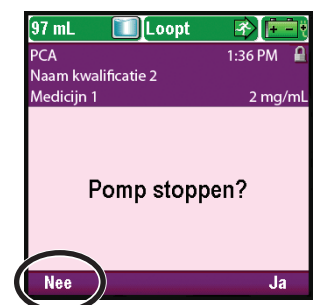 97 mL Loopt
PCA 1:36 PM
Naam kwalificatie 2
Medicijn 1 2 mg/mL
Pomp stoppen?
Nee Ja